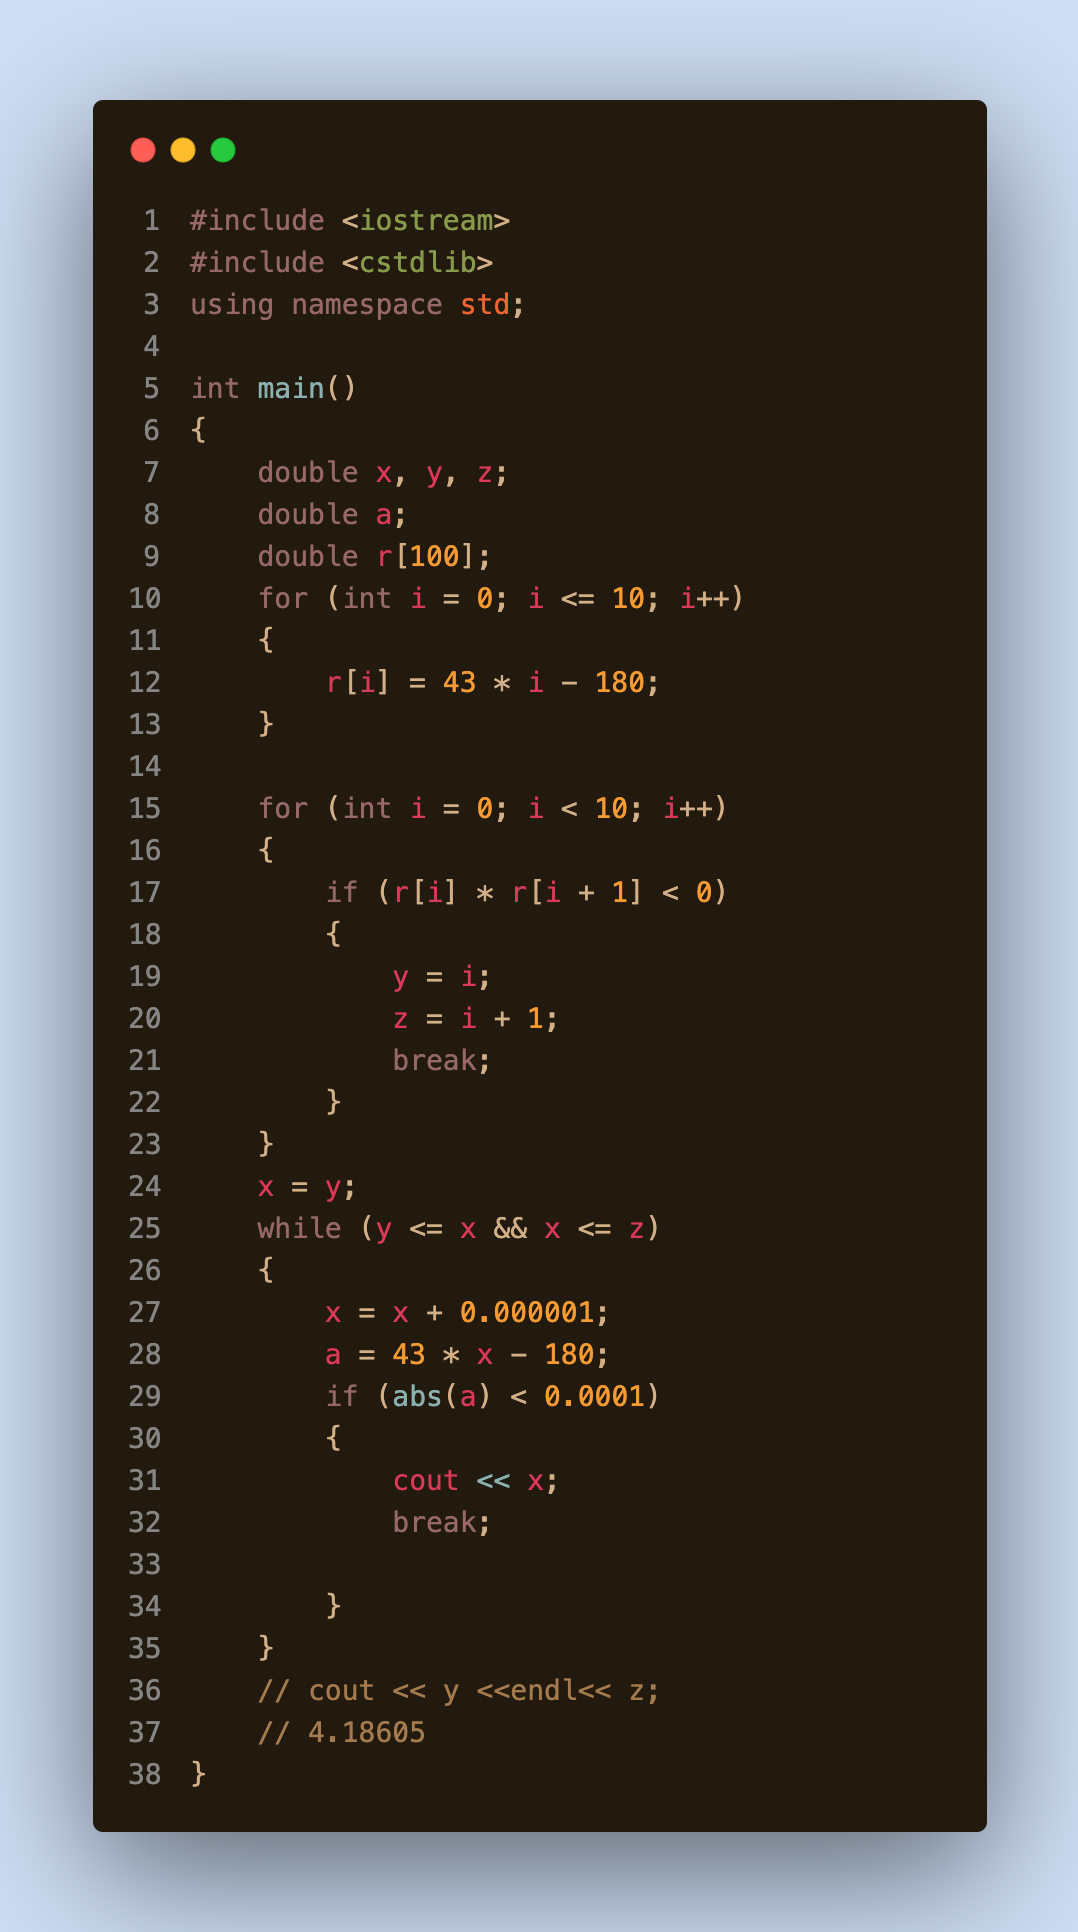 1 #include <iostream>
2 #include <cstdlib>
3 using namespace std;
4
5 int main()
6 {
7     double x, y, z;
8     double a;
9     double r[100];
10     for (int i = 0; i <= 10; i++)
11     {
12         r[i] = 43 * i - 180;
13     }
14
15     for (int i = 0; i < 10; i++)
16     {
17         if (r[i] * r[i + 1] < 0)
18         {
19             y = i;
20             z = i + 1;
21             break;
22         }
23     }
24     x = y;
25     while (y <= x && x <= z)
26     {
27         x = x + 0.000001;
28         a = 43 * x - 180;
29         if (abs(a) < 0.0001)
30         {
31             cout << x;
32             break;
33
34         }
35     }
36     // cout << y <<endl<< z;
37     // 4.18605
38 }